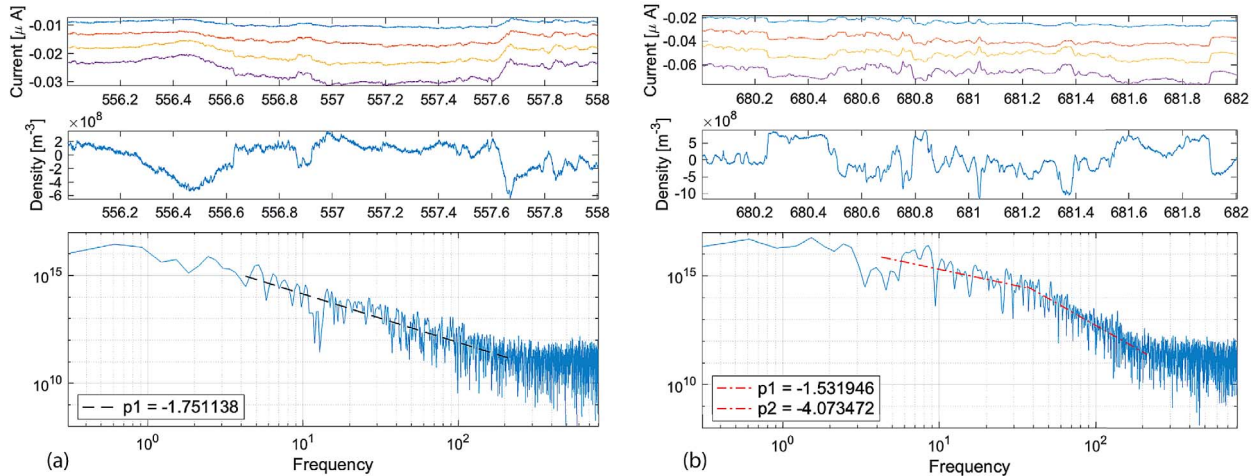 Current [μ A]
-0.01
-0.02
-0.03
556.2 556.4 556.6 556.8 557 557.2 557.4 557.6 557.8 558
×10⁸
Density [m⁻³]
2
0
-2
-4
-6
556.2 556.4 556.6 556.8 557 557.2 557.4 557.6 557.8 558
10¹⁵
10¹⁰
p1 = -1.751138
10⁰ 10¹ 10²
(a) Frequency
Current [μ A]
-0.02
-0.04
-0.06
680.2 680.4 680.6 680.8 681 681.2 681.4 681.6 681.8 682
×10⁸
Density [m⁻³]
5
0
-5
-10
680.2 680.4 680.6 680.8 681 681.2 681.4 681.6 681.8 682
10¹⁵
10¹⁰
p1 = -1.531946
p2 = -4.073472
10⁰ 10¹ 10²
(b) Frequency